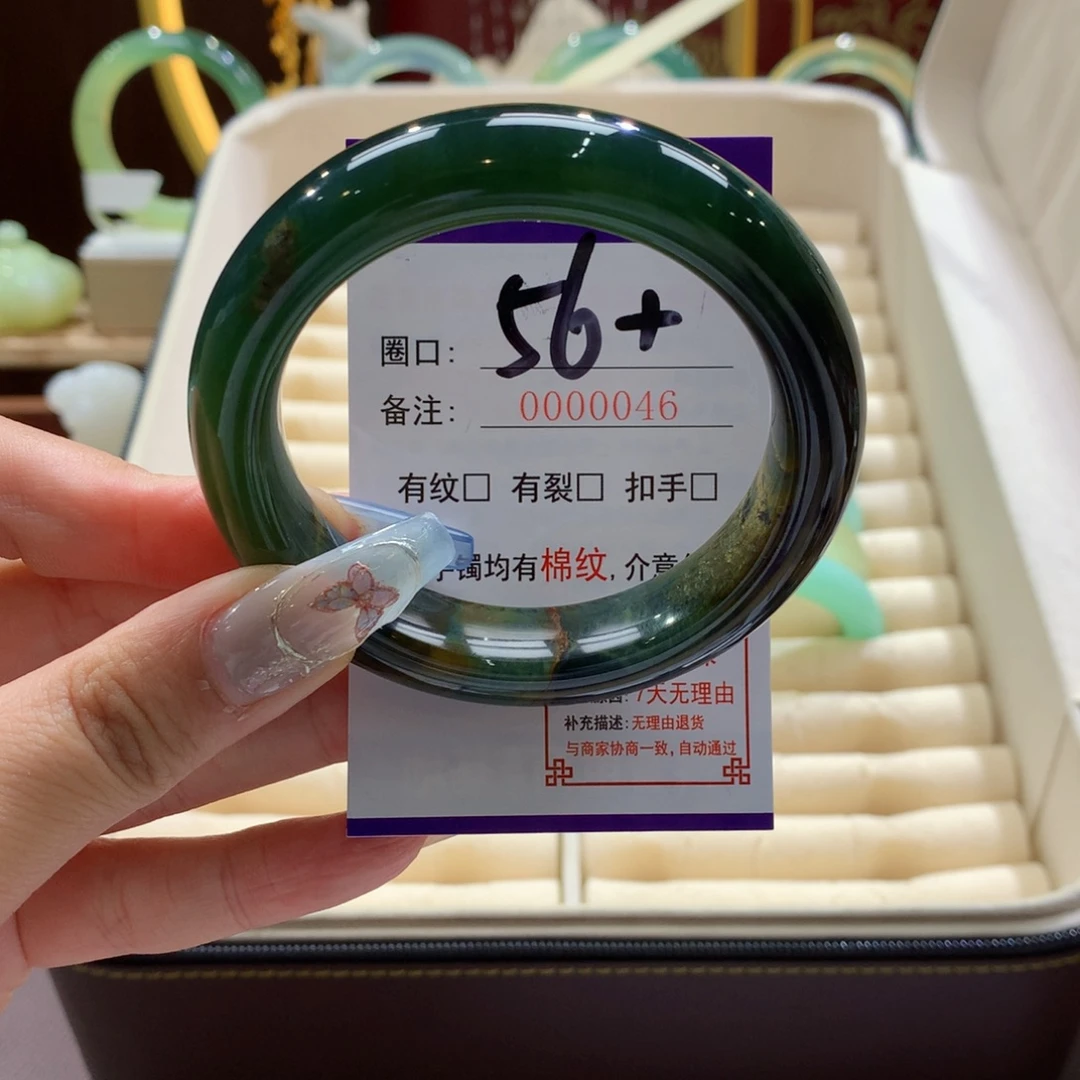 圈口: 56+
备注: 0000046
有纹□ 有裂□ 扣手□
手镯均有棉纹, 介意
7天无理由
补充描述:无理由退货
与商家协商一致, 自动通过